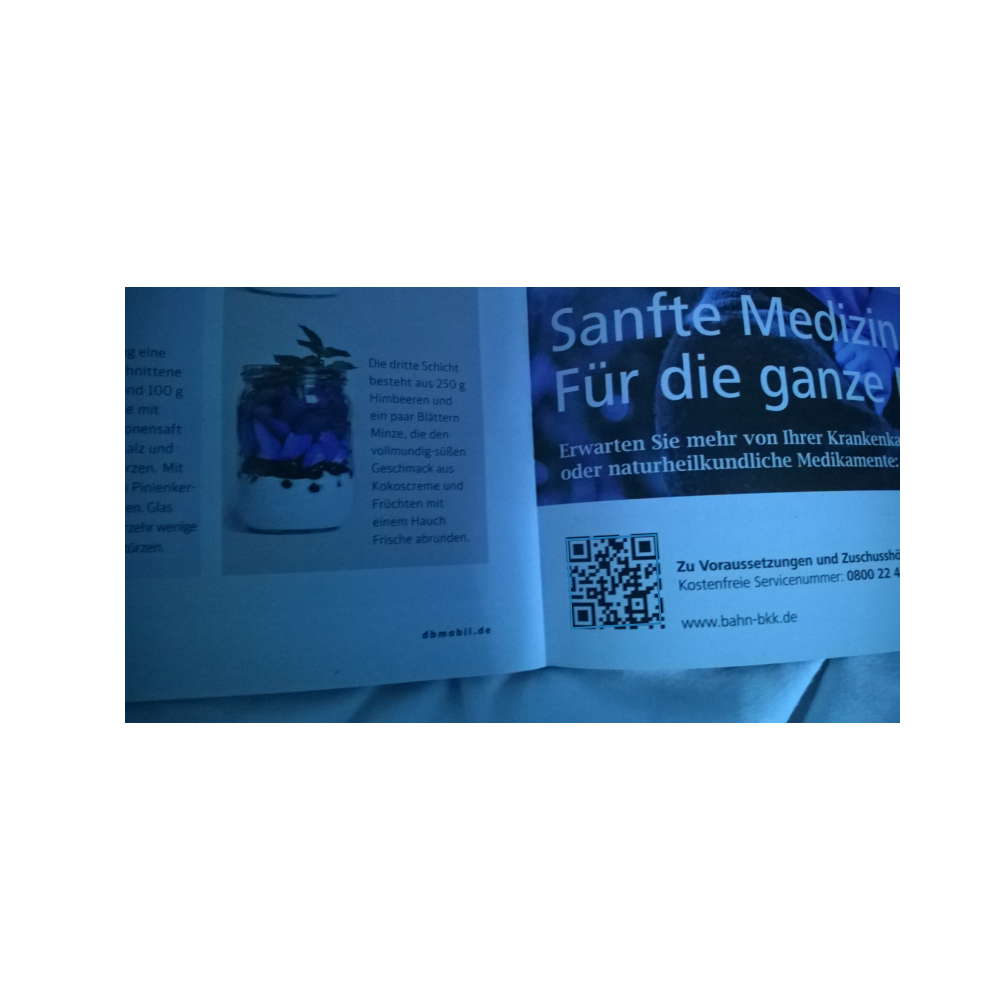 g eine
hnittene
nd 100 g
e mit
onensaft
alz und
rzen. Mit
Pinienker-
en. Glas
rzehr wenige
türzen.
Die dritte Schicht
besteht aus 250 g
Himbeeren und
ein paar Blättern
Minze, die den
vollmundig-süßen
Geschmack aus
Kokoscreme und
Früchten mit
einem Hauch
Frische abrunden.
dbmobil.de
Sanfte Medizin
Für die ganze
Erwarten Sie mehr von Ihrer Krankenka
oder naturheilkundliche Medikamente:
Zu Voraussetzungen und Zuschusshö
Kostenfreie Servicenummer: 0800 22 4
www.bahn-bkk.de